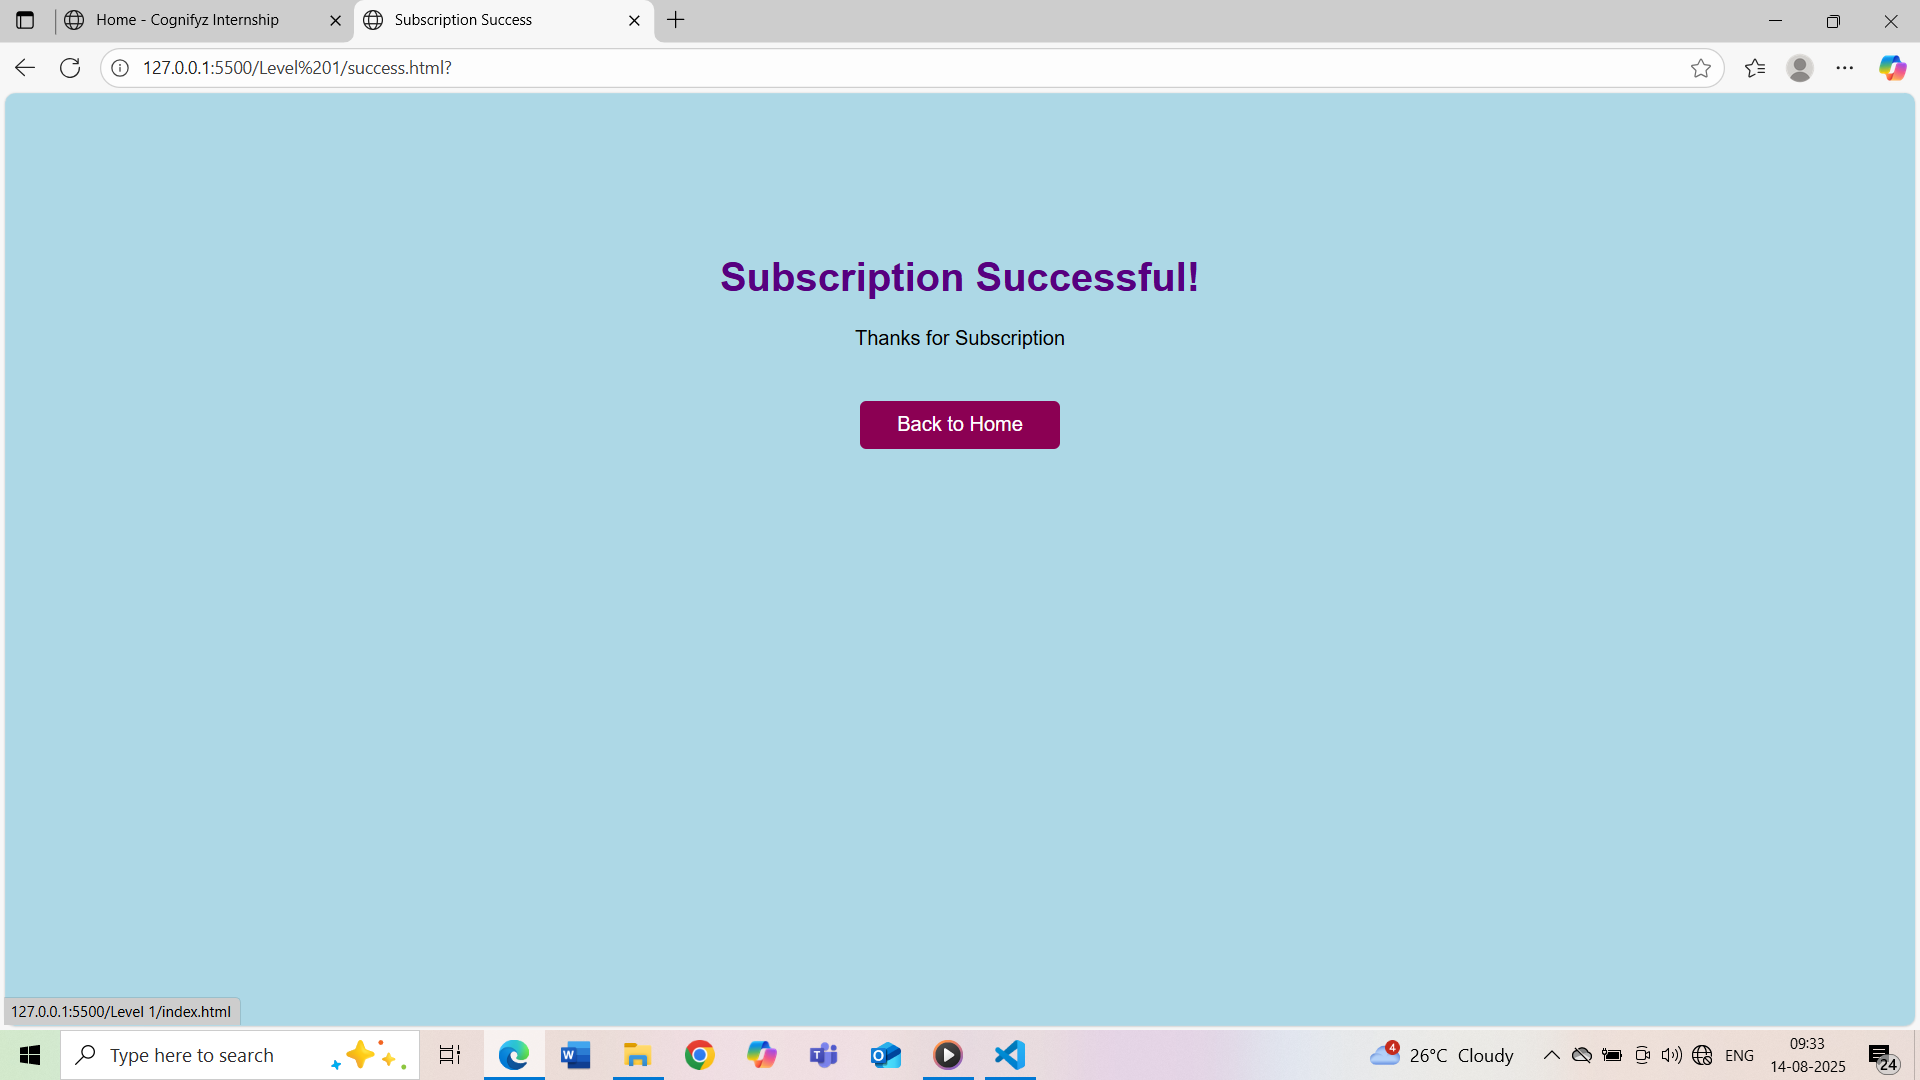 Home - Cognifyz Internship
Subscription Success
127.0.0.1:5500/Level%201/success.html?
Subscription Successful!
Thanks for Subscription
Back to Home
127.0.0.1:5500/Level 1/index.html
Type here to search
4
26°C Cloudy
ENG
09:33
14-08-2025
24